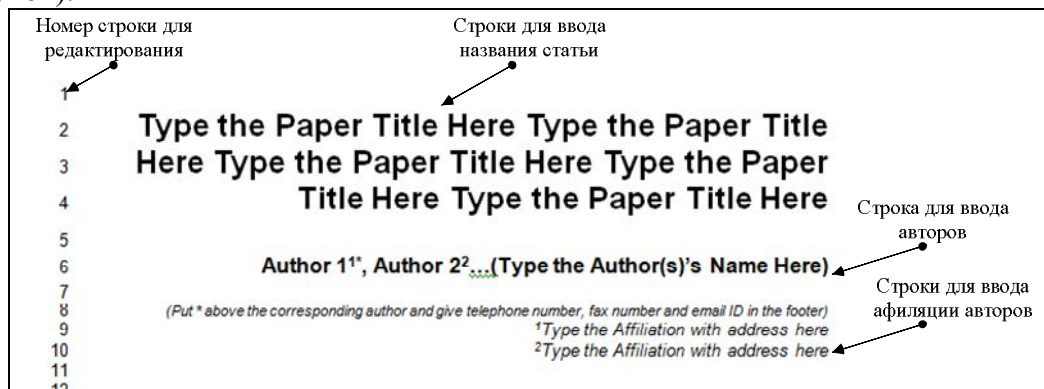 Номер строки для
редактирования
Строки для ввода
названия статьи
1
2 Type the Paper Title Here Type the Paper Title
3 Here Type the Paper Title Here Type the Paper
4 Title Here Type the Paper Title Here
Строка для ввода
авторов
5
6 Author 1¹*, Author 2²...(Type the Author(s)'s Name Here)
7
Строки для ввода
афиляции авторов
8 (Put * above the corresponding author and give telephone number, fax number and email ID in the footer)
9 ¹Type the Affiliation with address here
10 ²Type the Affiliation with address here
11